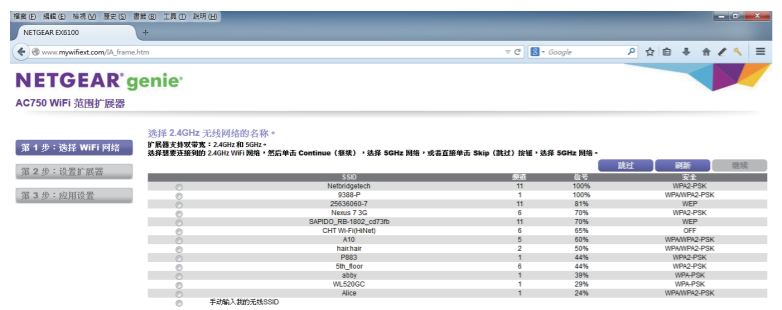 檔案(F) 編輯(E) 檢視(V) 歷史(S) 書籤(B) 工具(T) 說明(H)
NETGEAR EX6100 +
www.mywifiext.com/IA_frame.htm Google
NETGEAR® genie®
AC750 WiFi 范围扩展器
选择 2.4GHz 无线网络的名称。
第 1 步：选择 WiFi 网络
扩展器支持双带宽：2.4GHz 和 5GHz。
选择想要连接到的 2.4GHz WiFi 网络，然后单击 Continue（继续），选择 5GHz 网络，或者直接单击 Skip（跳过）按钮，选择 5GHz 网络。
第 2 步：设置扩展器
第 3 步：应用设置
跳过 刷新 继续
SSID 频道 信号 安全
Netbridgetech 11 100% WPA2-PSK
9388-P 1 100% WPA/WPA2-PSK
25636060-7 11 81% WEP
Nexus 7 3G 6 70% WPA2-PSK
SAPIDO_RB-1802_cd73fb 11 70% WEP
CHT Wi-Fi(HiNet) 6 65% OFF
A10 5 60% WPA/WPA2-PSK
hair.hair 2 50% WPA/WPA2-PSK
P883 1 44% WPA2-PSK
5th_floor 6 44% WPA2-PSK
abby 1 39% WPA-PSK
WL520GC 1 29% WPA-PSK
Alice 1 24% WPA/WPA2-PSK
手动输入我的无线SSID